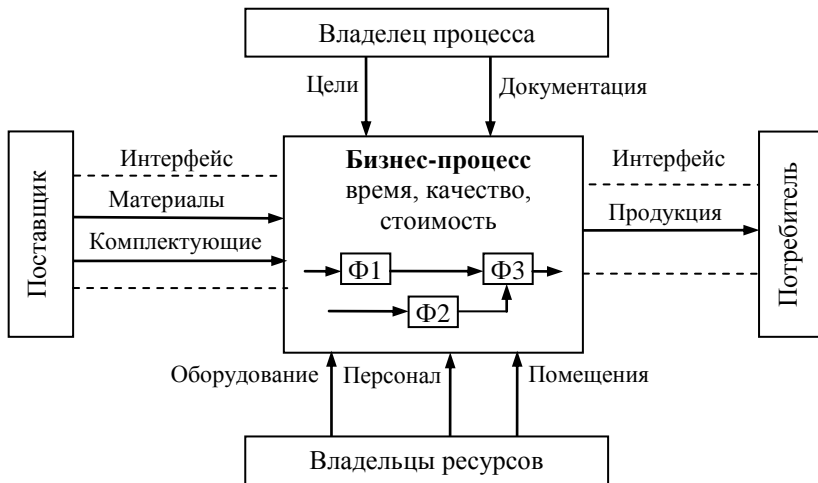 Владелец процесса
Цели
Документация
Поставщик
Интерфейс
Материалы
Комплектующие
Бизнес-процесс
время, качество,
стоимость
Ф1
Ф3
Ф2
Интерфейс
Продукция
Потребитель
Оборудование
Персонал
Помещения
Владельцы ресурсов